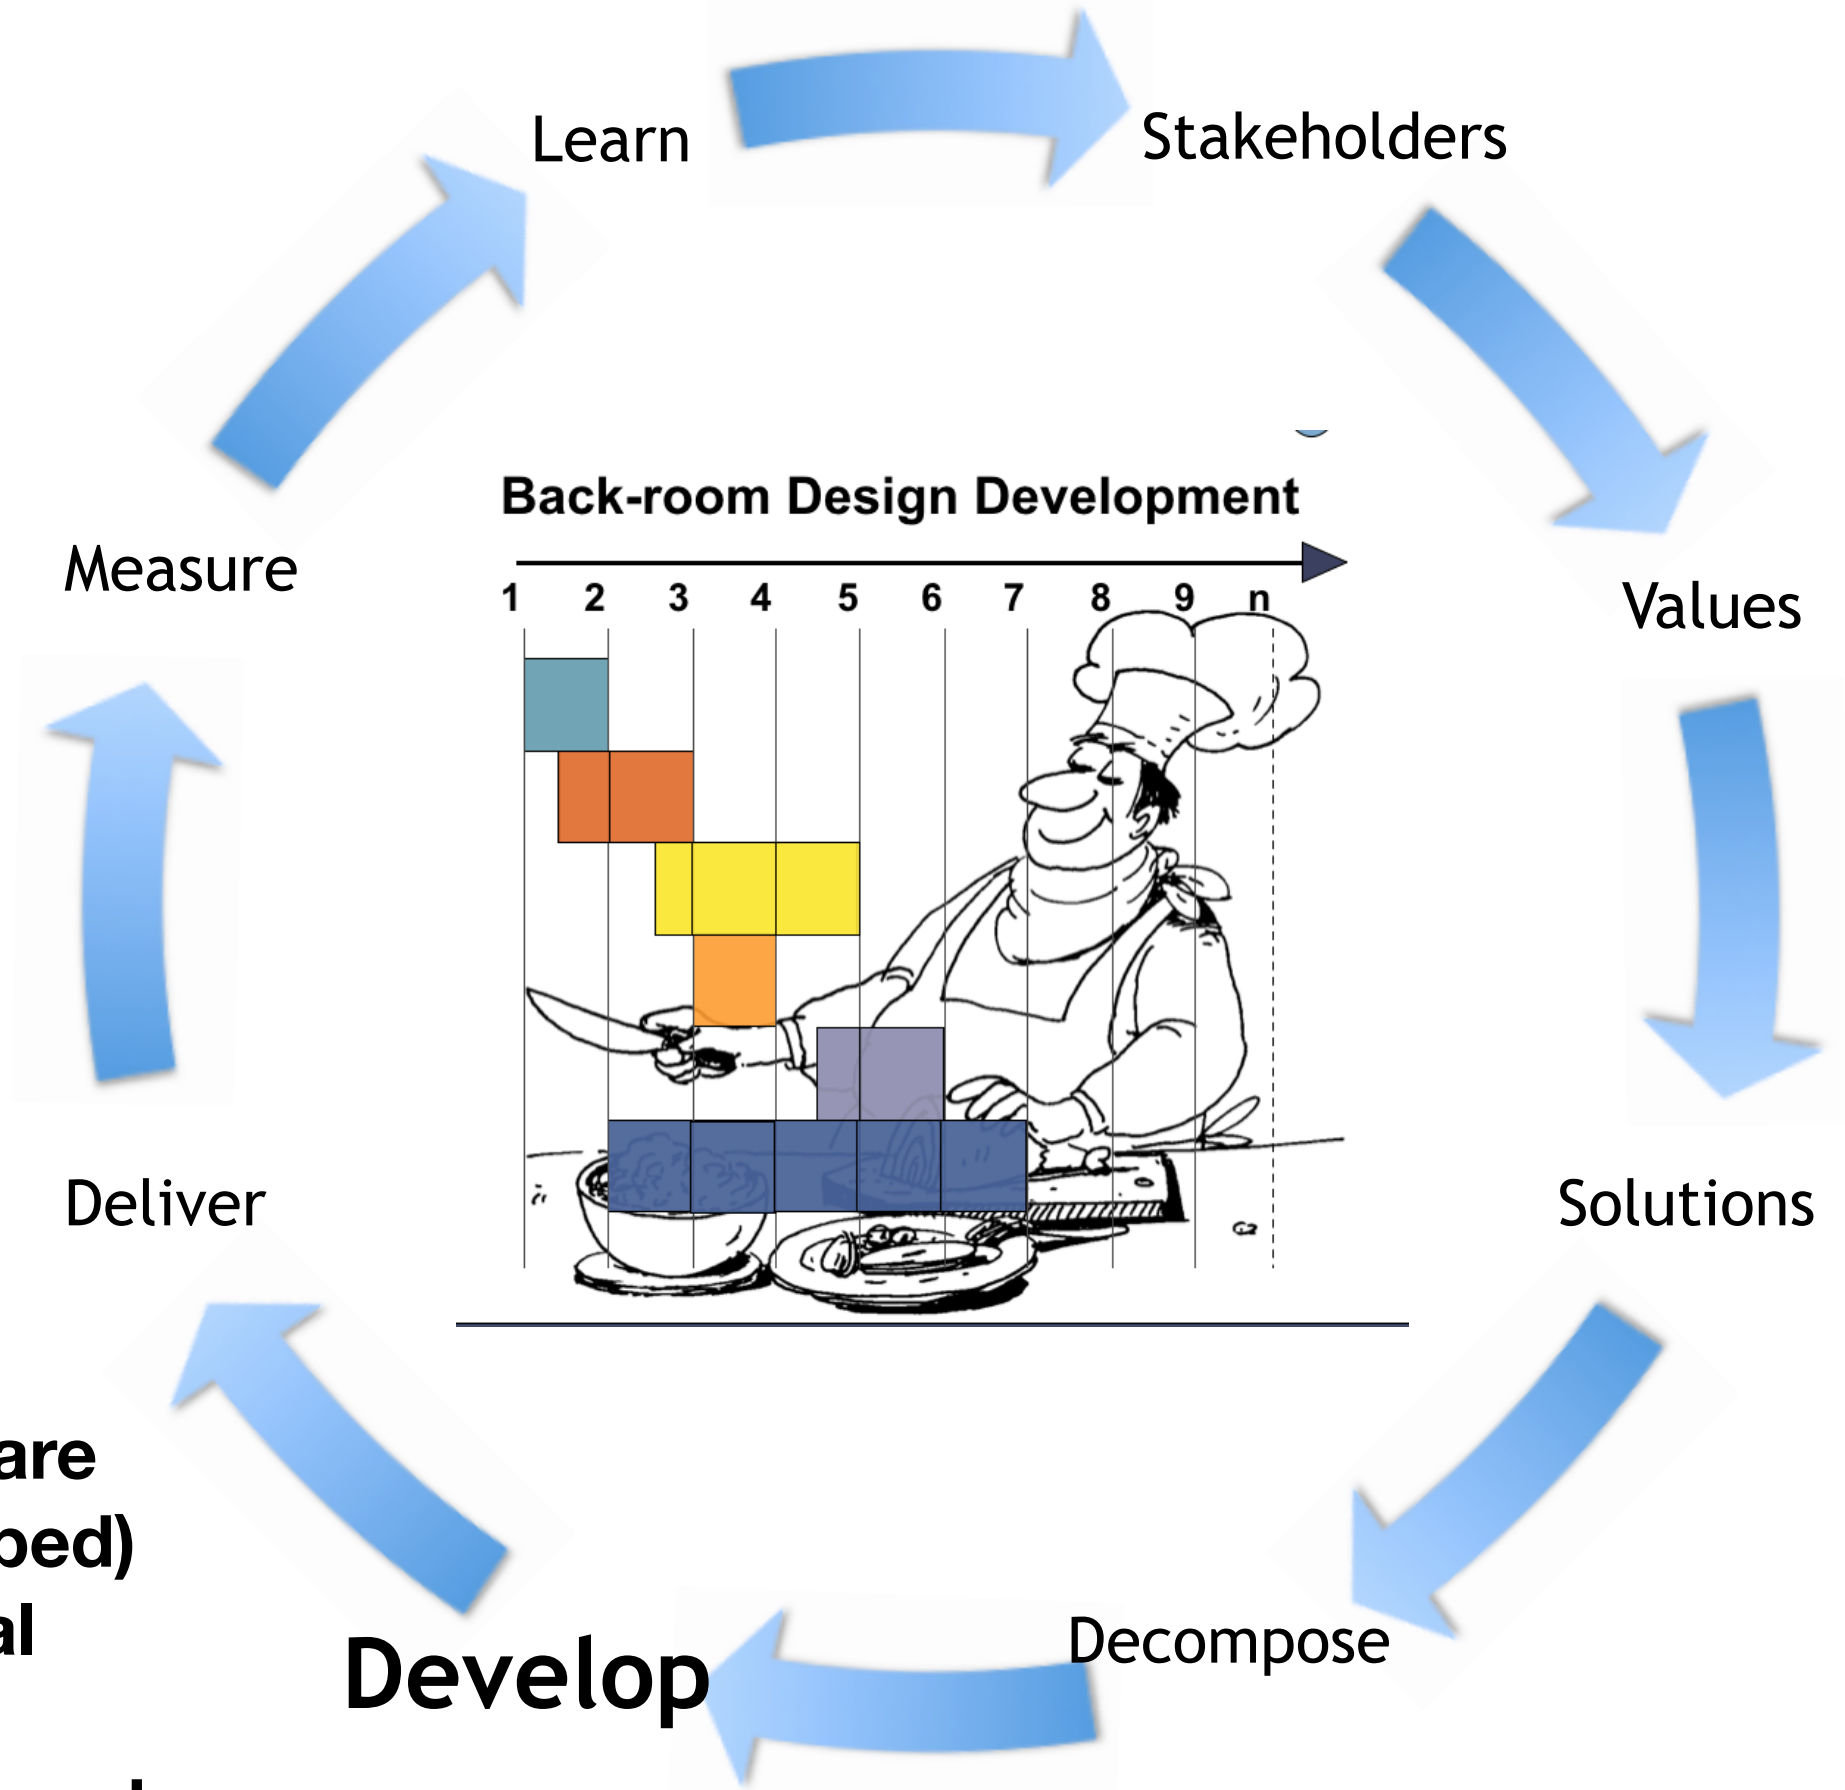 Learn
Stakeholders
Back-room Design Development
Measure
1 2 3 4 5 6 7 8 9 n
Values
Deliver
Solutions
are
al
Develop
Decompose